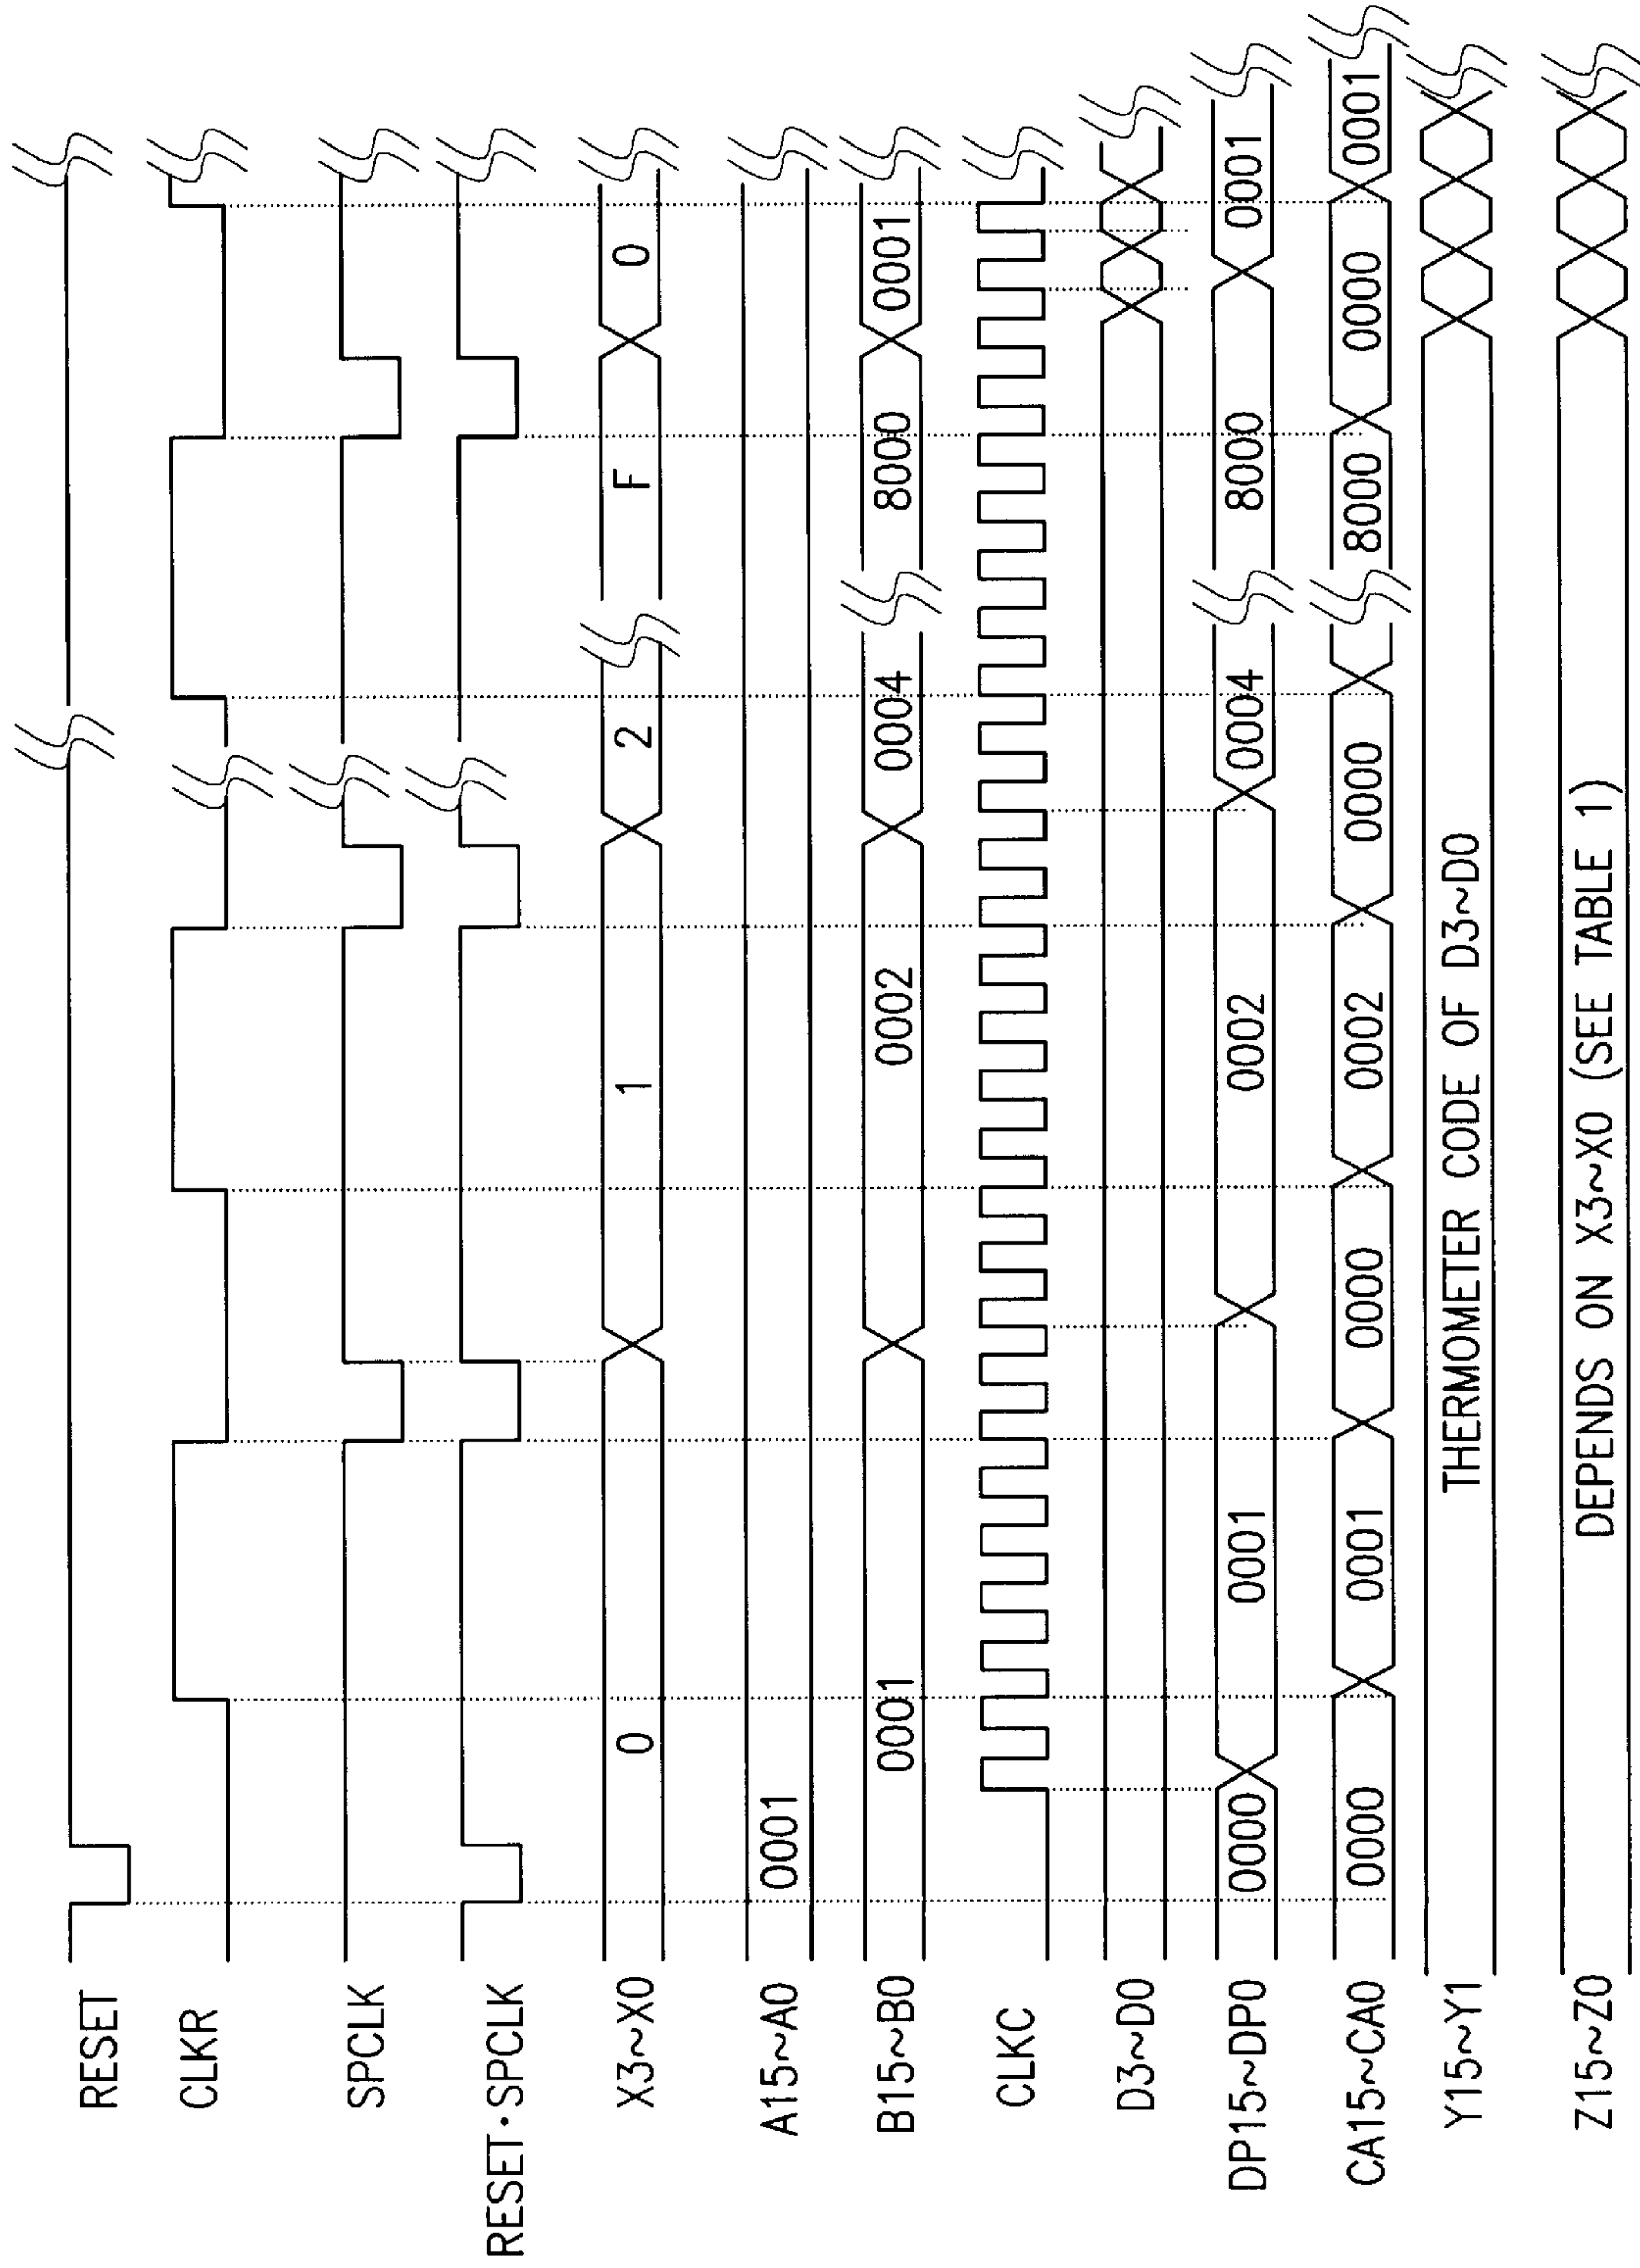 RESET
CLKR
SPCLK
RESET·SPCLK
X3~X0 0 1 2 F 0
A15~A0 0001
B15~B0 0001 0002 0004 8000 0001
CLKC
D3~D0
DP15~DP0 0000 0001 0002 0004 8000 0001
CA15~CA0 0000 0001 0000 0002 0000 8000 0000 0001
Y15~Y1 THERMOMETER CODE OF D3~D0
Z15~Z0 DEPENDS ON X3~X0 (SEE TABLE 1)